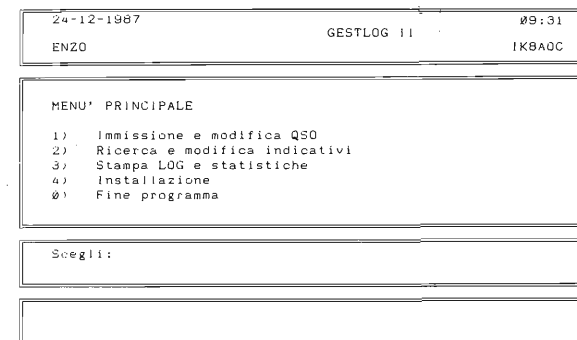 24-12-1987 GESTLOG II 09:31
ENZO IK8AOC
MENU' PRINCIPALE
1) Immissione e modifica QSO
2) Ricerca e modifica indicativi
3) Stampa LOG e statistiche
4) Installazione
0) Fine programma
Scegli: